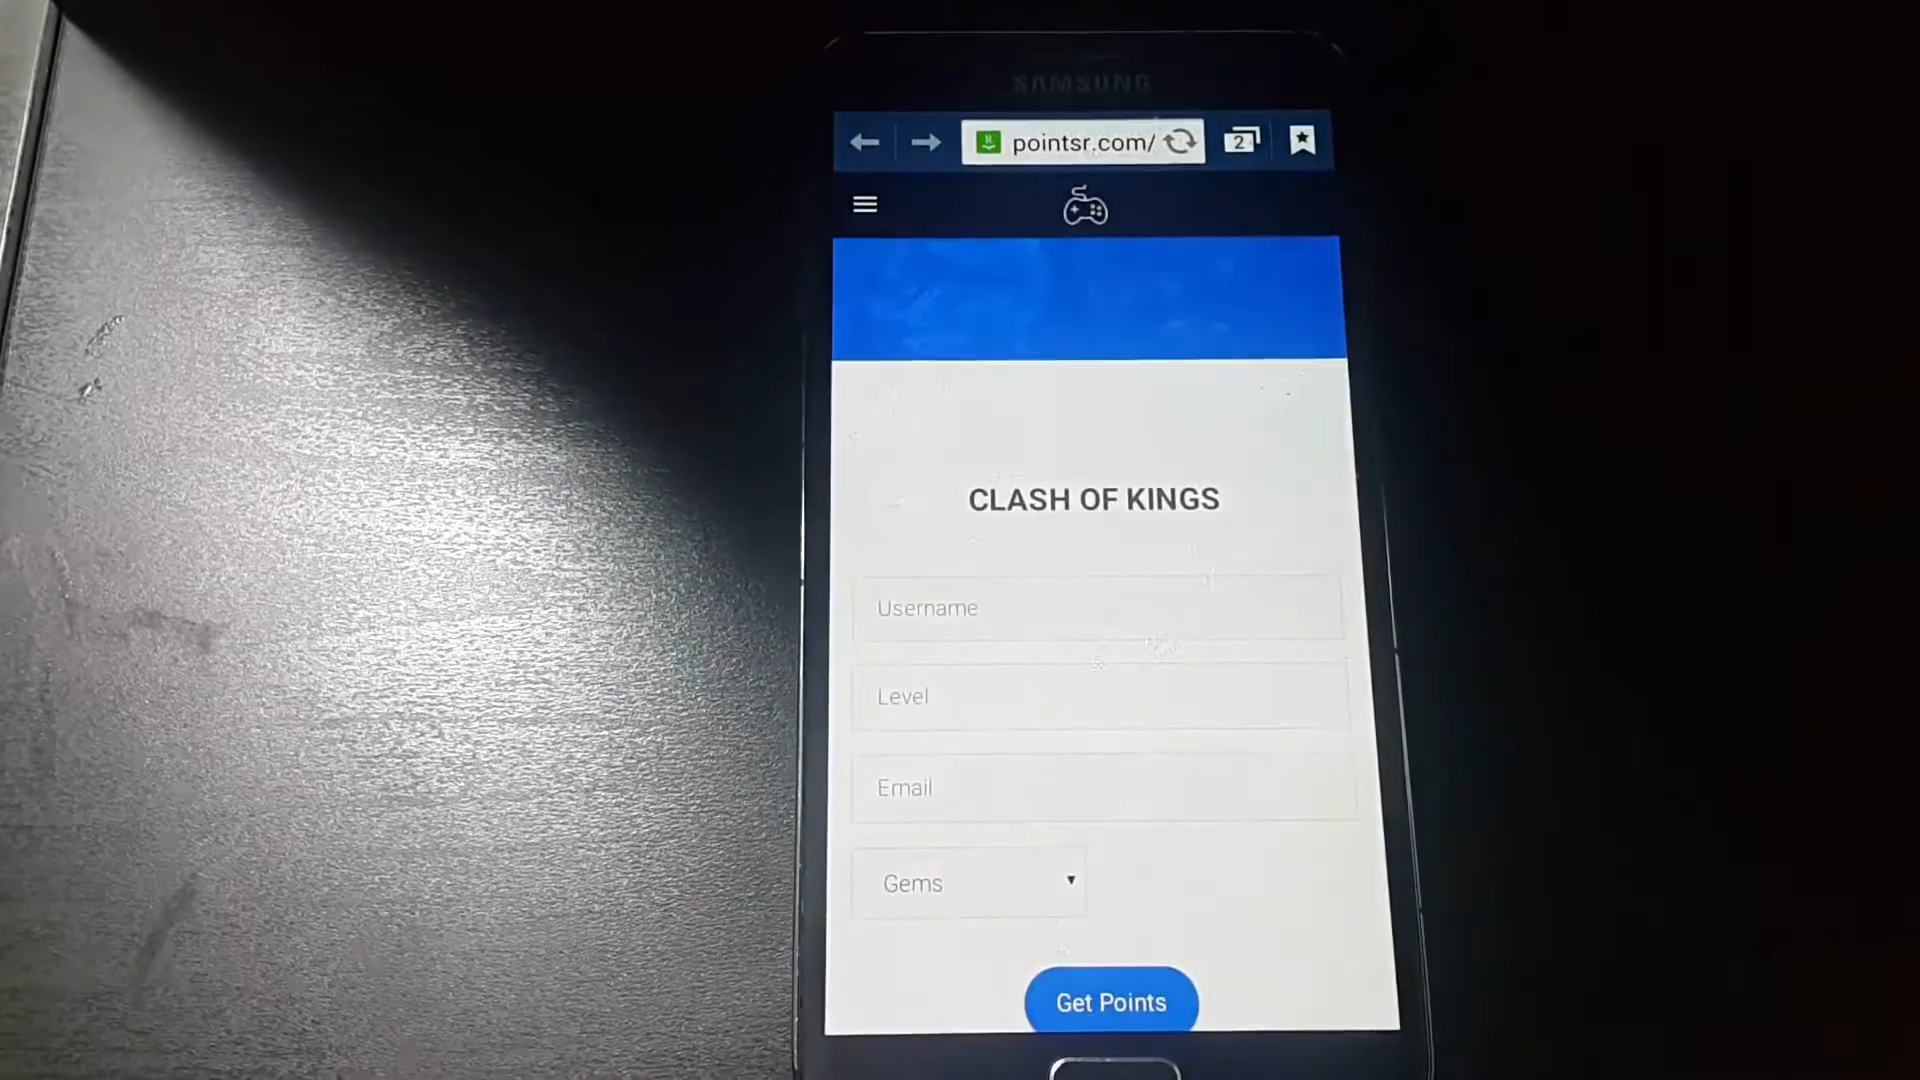 SAMSUNG
pointsr.com/
2
CLASH OF KINGS
Username
Level
Email
Gems
Get Points